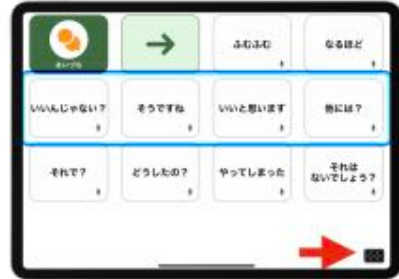 あいづち
ふむふむ
なるほど
いいんじゃない?
そうですね
いいと思います
他には?
それで?
どうしたの?
やってしまった
それは
ないでしょう?